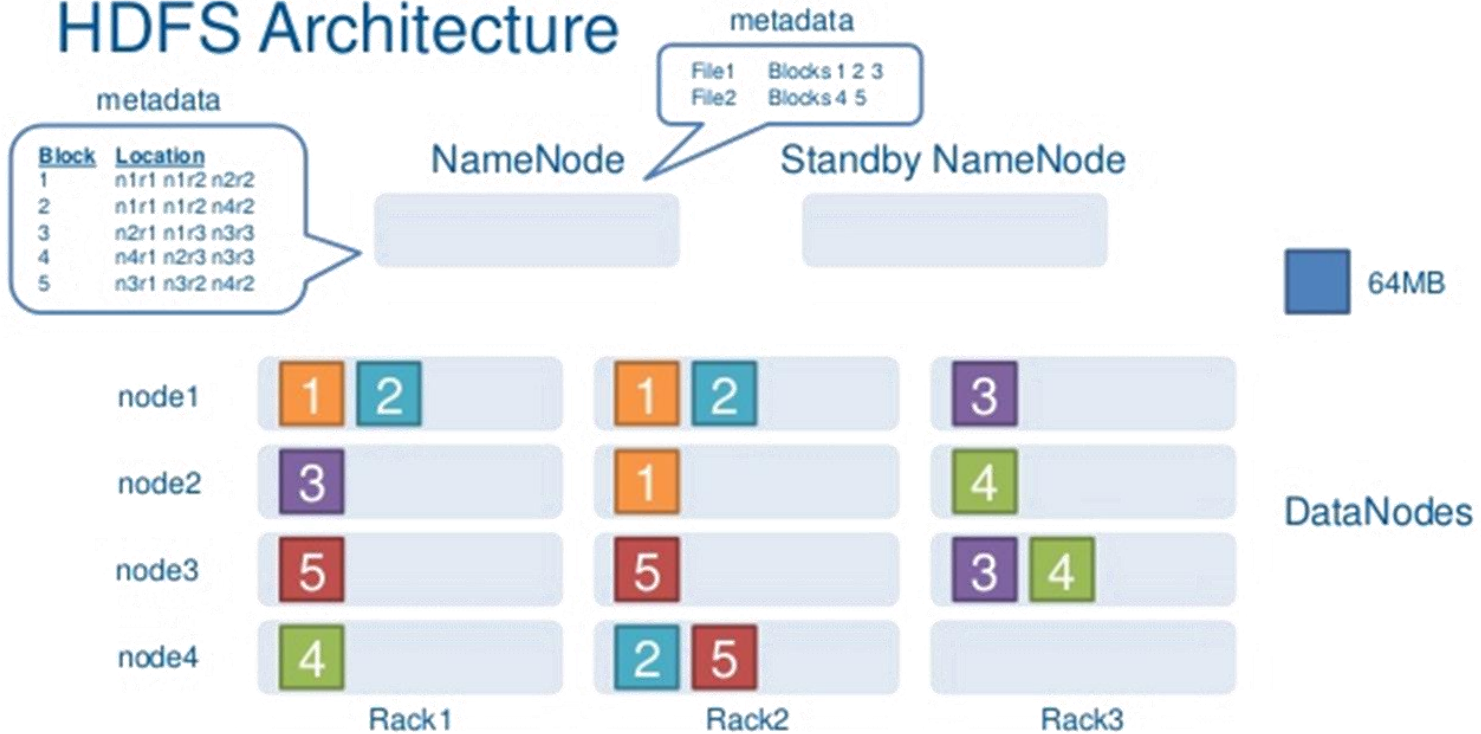 HDFS Architecture
metadata
File1 Blocks 1 2 3
File2 Blocks 4 5
metadata
Block Location
1 n1r1 n1r2 n2r2
2 n1r1 n1r2 n4r2
3 n2r1 n1r3 n3r3
4 n4r1 n2r3 n3r3
5 n3r1 n3r2 n4r2
NameNode
Standby NameNode
64MB
node1 1 2 1 2 3
node2 3 1 4
node3 5 5 3 4
node4 4 2 5
DataNodes
Rack1 Rack2 Rack3